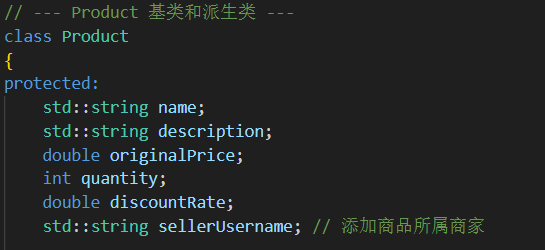 // --- Product 基类和派生类 ---
class Product
{
protected:
    std::string name;
    std::string description;
    double originalPrice;
    int quantity;
    double discountRate;
    std::string sellerUsername; // 添加商品所属商家